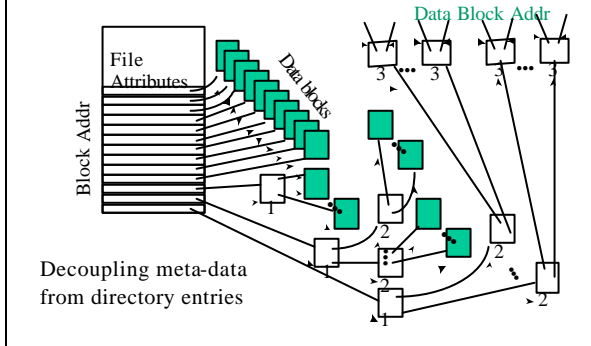 Data Block Addr
File
Attributes
Data blocks
Block Addr
3
3
3
3
1
2
2
1
2
2
1
Decoupling meta-data
from directory entries